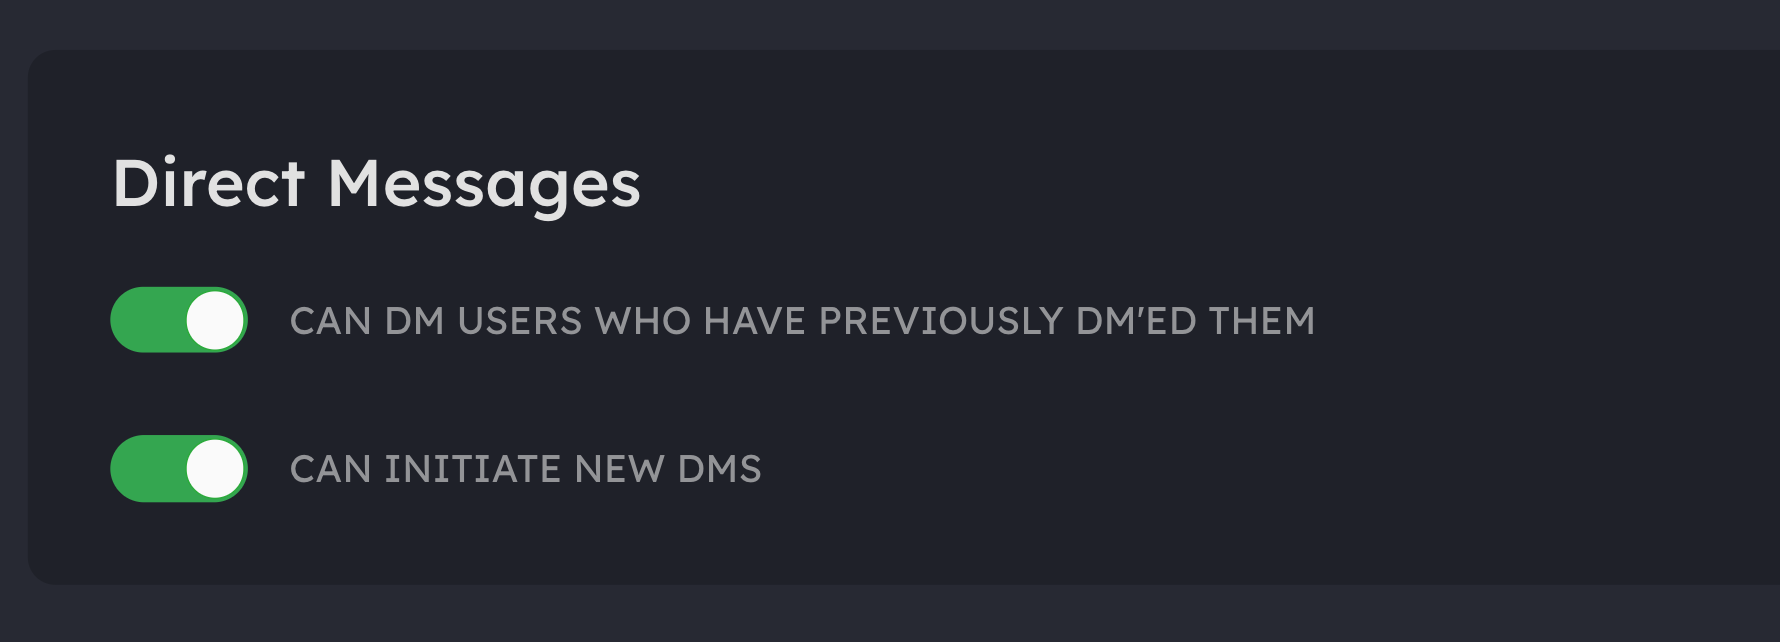 Direct Messages
CAN DM USERS WHO HAVE PREVIOUSLY DM'ED THEM
CAN INITIATE NEW DMS